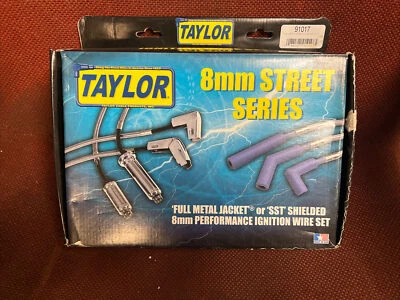 TAYLOR
91017
TAYLOR
8mm STREET
SERIES
'FULL METAL JACKET'® or 'SST' SHIELDED
8mm PERFORMANCE IGNITION WIRE SET